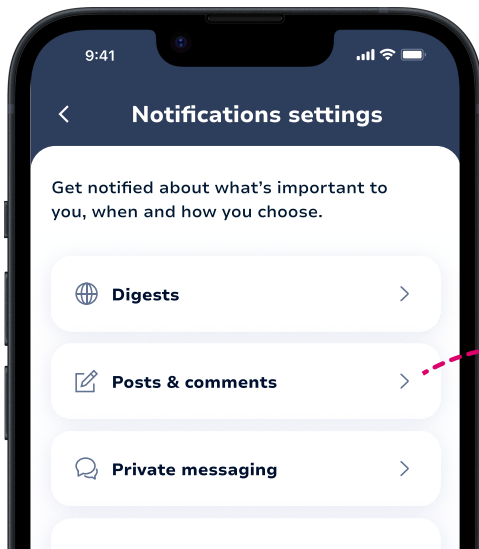 9:41
Notifications settings
Get notified about what's important to
you, when and how you choose.
Digests
Posts & comments
Private messaging